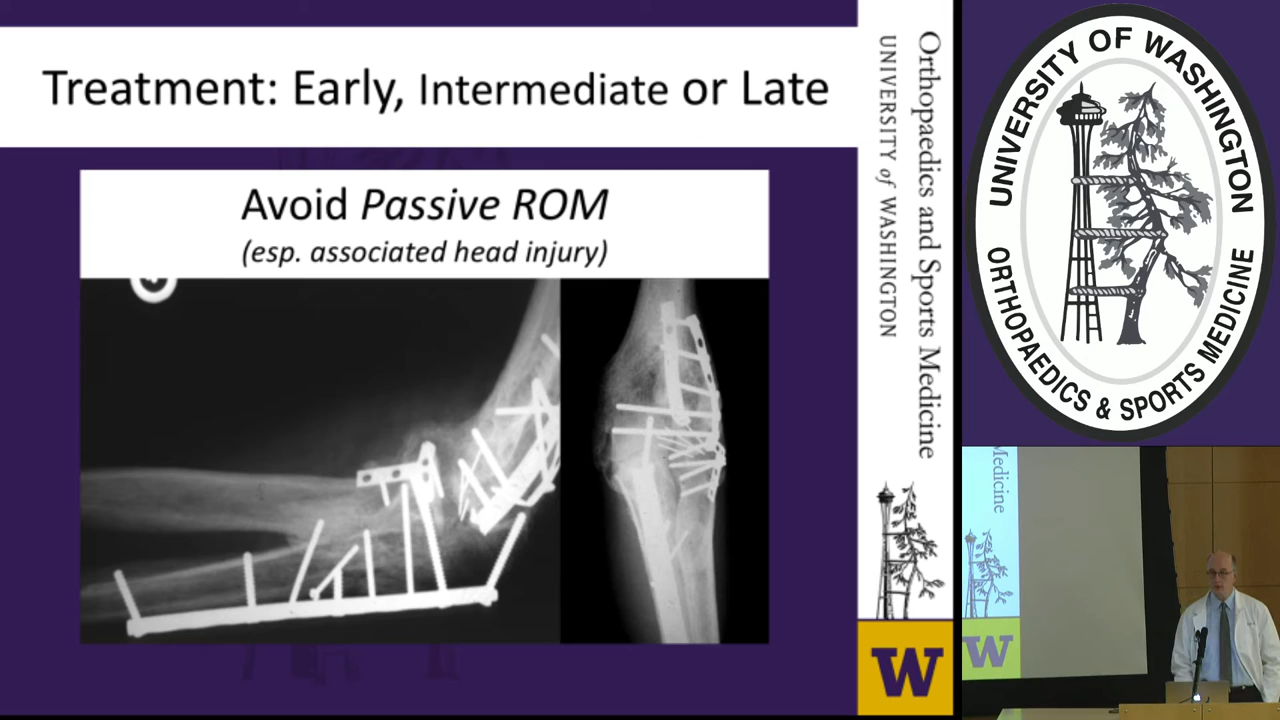 Treatment: Early, Intermediate or Late
Avoid Passive ROM
(esp. associated head injury)
Orthopaedics and Sports Medicine
UNIVERSITY of WASHINGTON
W
UNIVERSITY OF WASHINGTON
ORTHOPAEDICS & SPORTS MEDICINE
Medicine
W